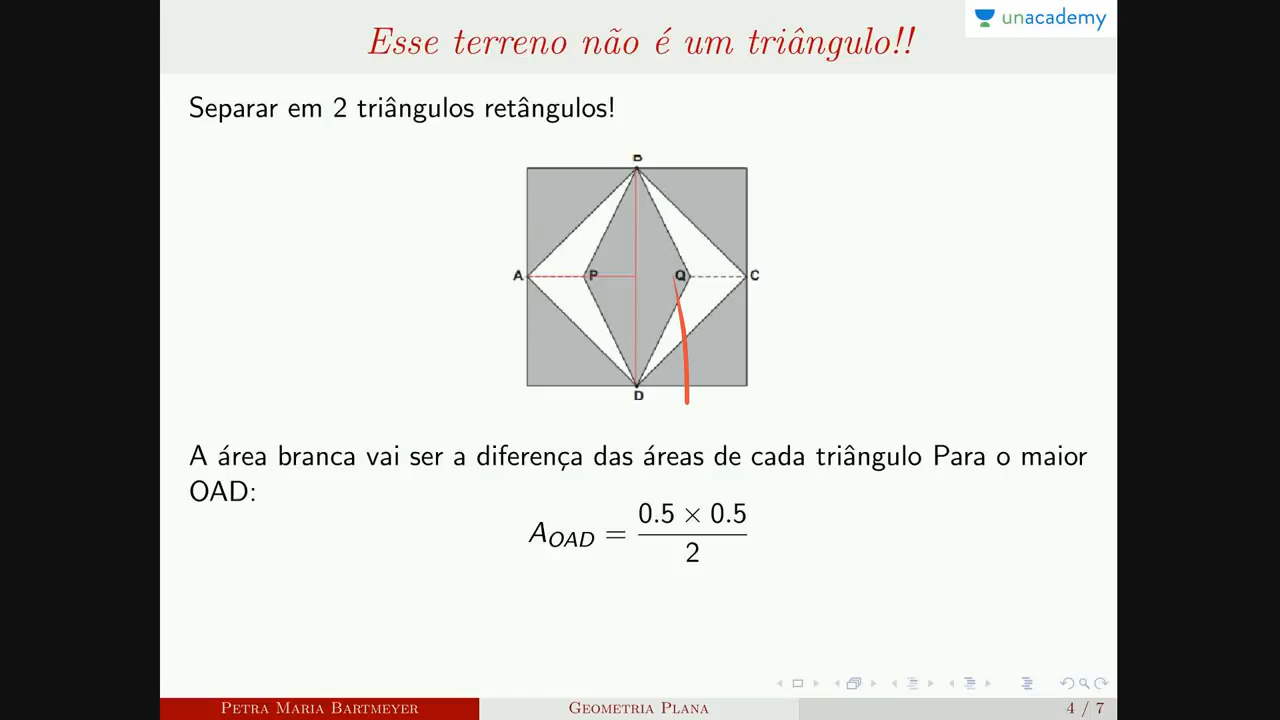 unacademy
Esse terreno não é um triângulo!!
Separar em 2 triângulos retângulos!
B
A P Q C
D
A área branca vai ser a diferença das áreas de cada triângulo Para o maior
OAD:
A_OAD = 0.5 × 0.5 / 2
PETRA MARIA BARTMEYER GEOMETRIA PLANA 4 / 7